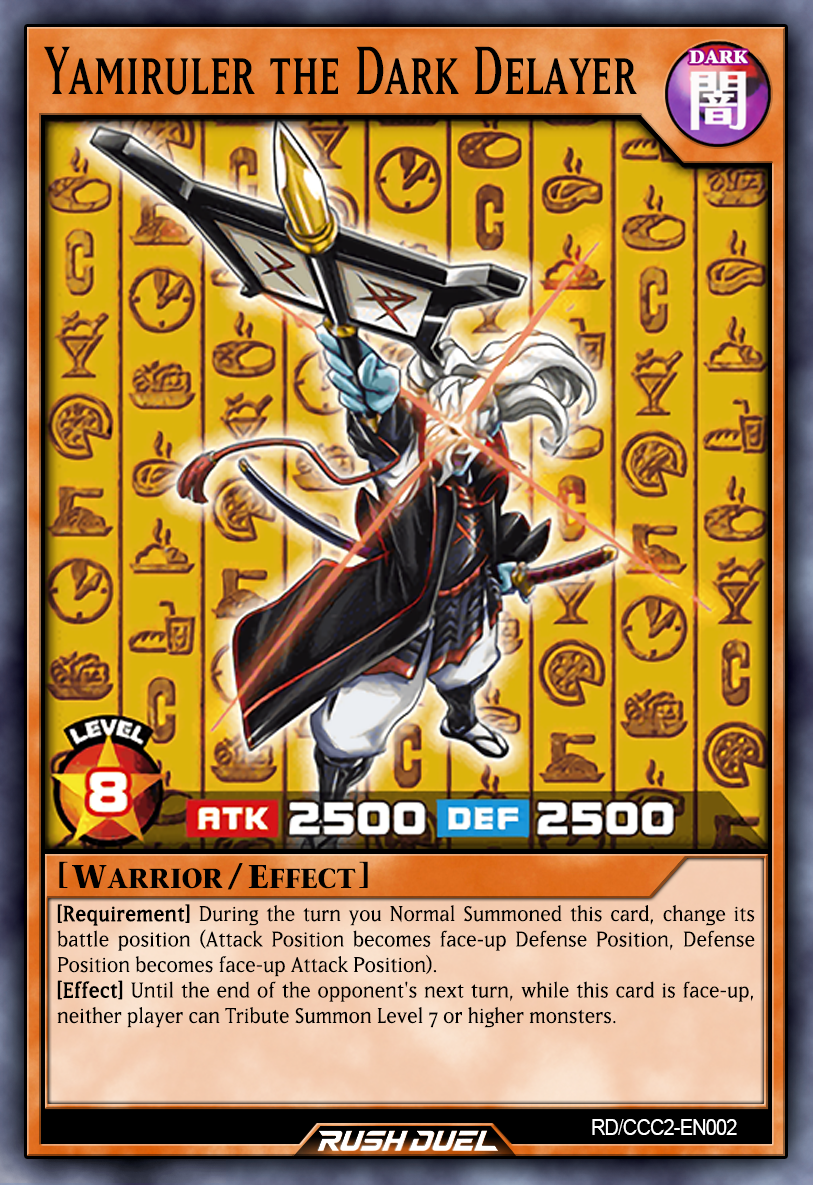 Yamiruler the Dark Delayer
DARK
闇
LEVEL
8
ATK 2500 DEF 2500
[Warrior/Effect]
[Requirement] During the turn you Normal Summoned this card, change its
battle position (Attack Position becomes face-up Defense Position, Defense
Position becomes face-up Attack Position).
[Effect] Until the end of the opponent's next turn, while this card is face-up,
neither player can Tribute Summon Level 7 or higher monsters.
RD/CCC2-EN002
RUSH DUEL